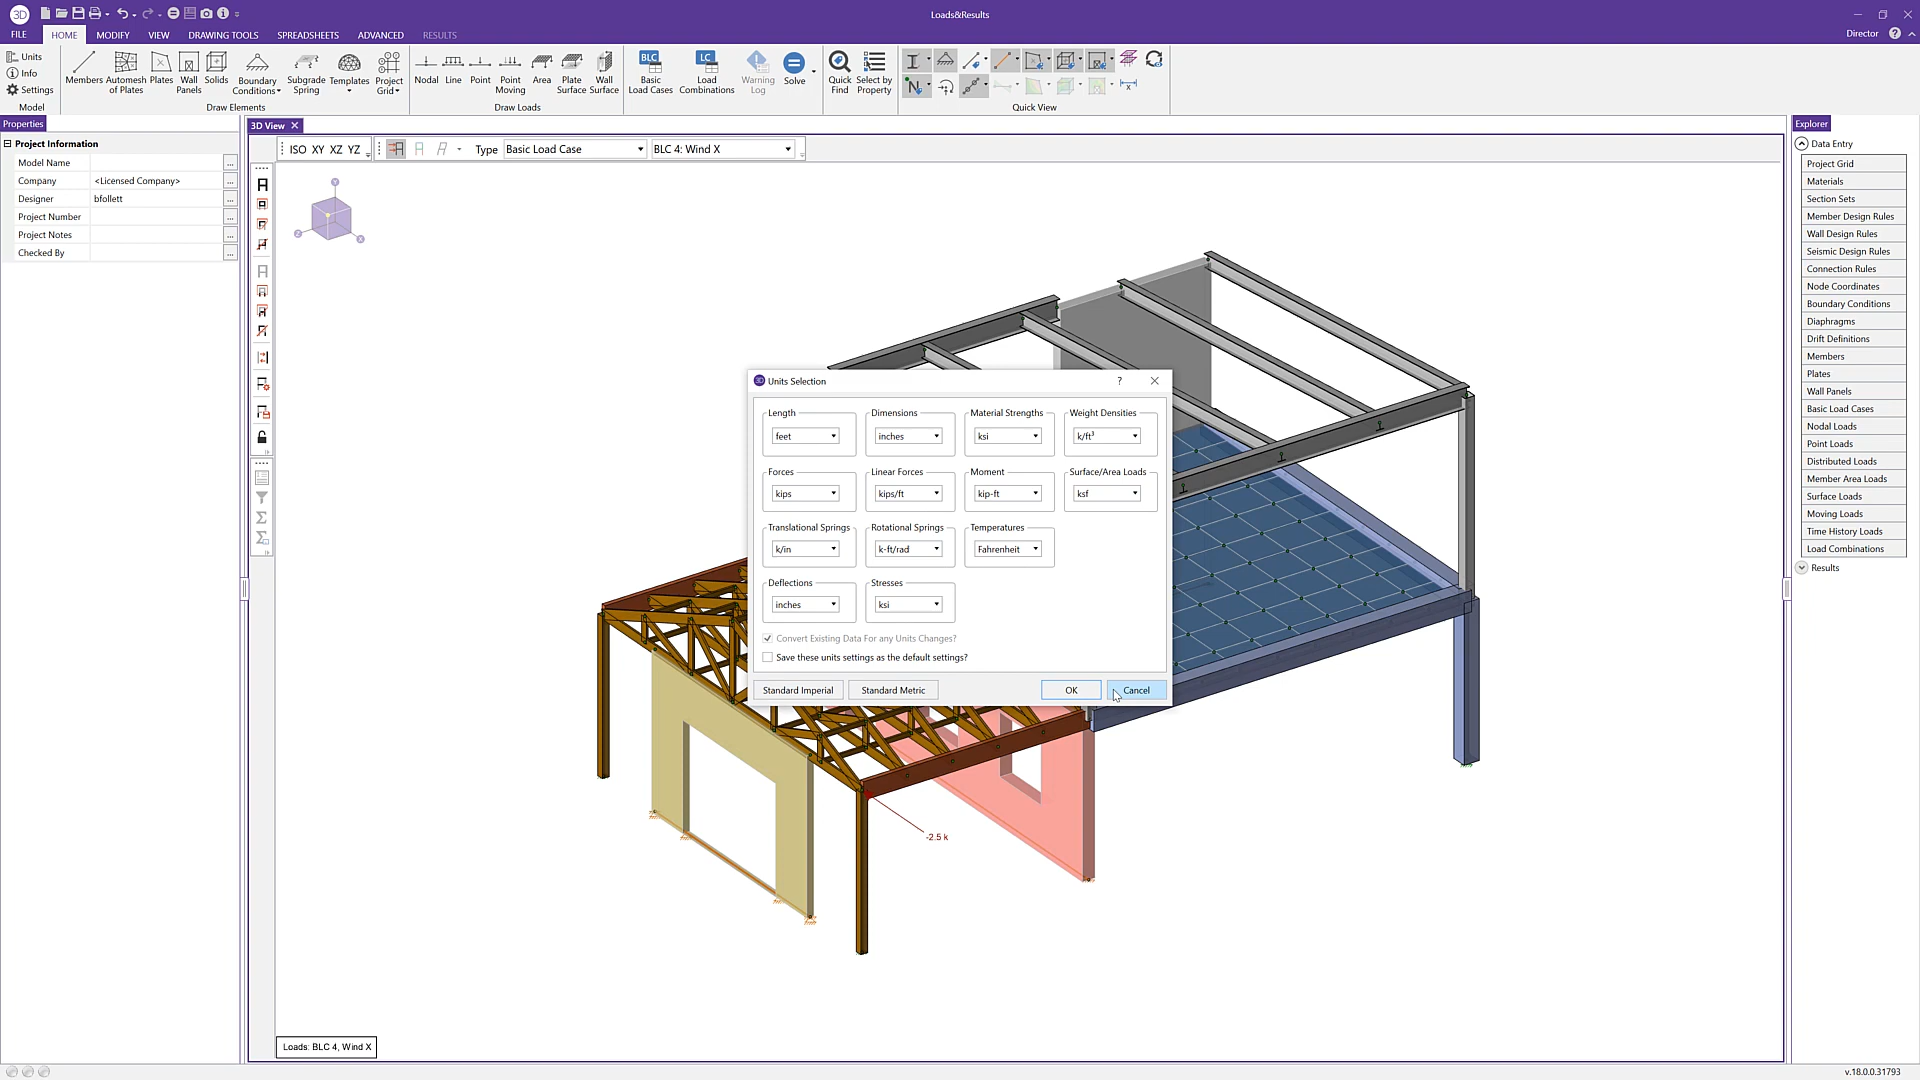 3D
Loads&Results
FILE HOME MODIFY VIEW DRAWING TOOLS SPREADSHEETS ADVANCED RESULTS
Director
Units
Info
Settings
Model
Members
Automesh of Plates
Plates
Wall Panels
Solids
Boundary Conditions
Subgrade Spring
Templates
Project Grid
Draw Elements
Nodal
Line
Point
Point Moving
Area
Plate Surface
Wall Surface
Draw Loads
BLC
Basic Load Cases
LC
Load Combinations
Warning Log
Solve
Quick Find
Select by Property
Quick View
Properties
Project Information
Model Name ...
Company <Licensed Company> ...
Designer bfollett ...
Project Number ...
Project Notes ...
Checked By ...
3D View
ISO XY XZ YZ Type Basic Load Case BLC 4: Wind X
Y
Z
X
3D Units Selection ?
Length Dimensions Material Strengths Weight Densities
feet inches ksi k/ft³
Forces Linear Forces Moment Surface/Area Loads
kips kips/ft kip-ft ksf
Translational Springs Rotational Springs Temperatures
k/in k-ft/rad Fahrenheit
Deflections Stresses
inches ksi
Convert Existing Data For any Units Changes?
Save these units settings as the default settings?
Standard Imperial Standard Metric OK Cancel
-2.5 k
Loads: BLC 4, Wind X
Explorer
Data Entry
Project Grid
Materials
Section Sets
Member Design Rules
Wall Design Rules
Seismic Design Rules
Connection Rules
Node Coordinates
Boundary Conditions
Diaphragms
Drift Definitions
Members
Plates
Wall Panels
Basic Load Cases
Nodal Loads
Point Loads
Distributed Loads
Member Area Loads
Surface Loads
Moving Loads
Time History Loads
Load Combinations
Results
v.18.0.0.31793